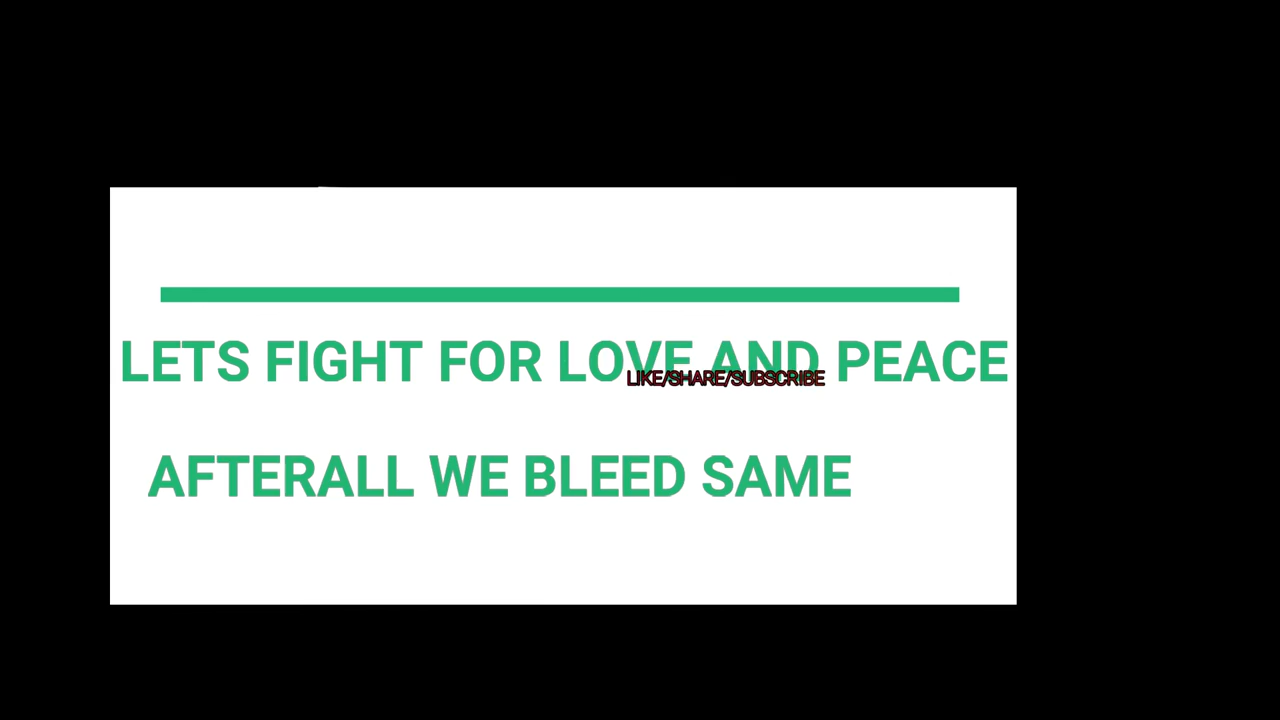 LETS FIGHT FOR LOVE AND PEACE
LIKE/SHARE/SUBSCRIBE
AFTERALL WE BLEED SAME